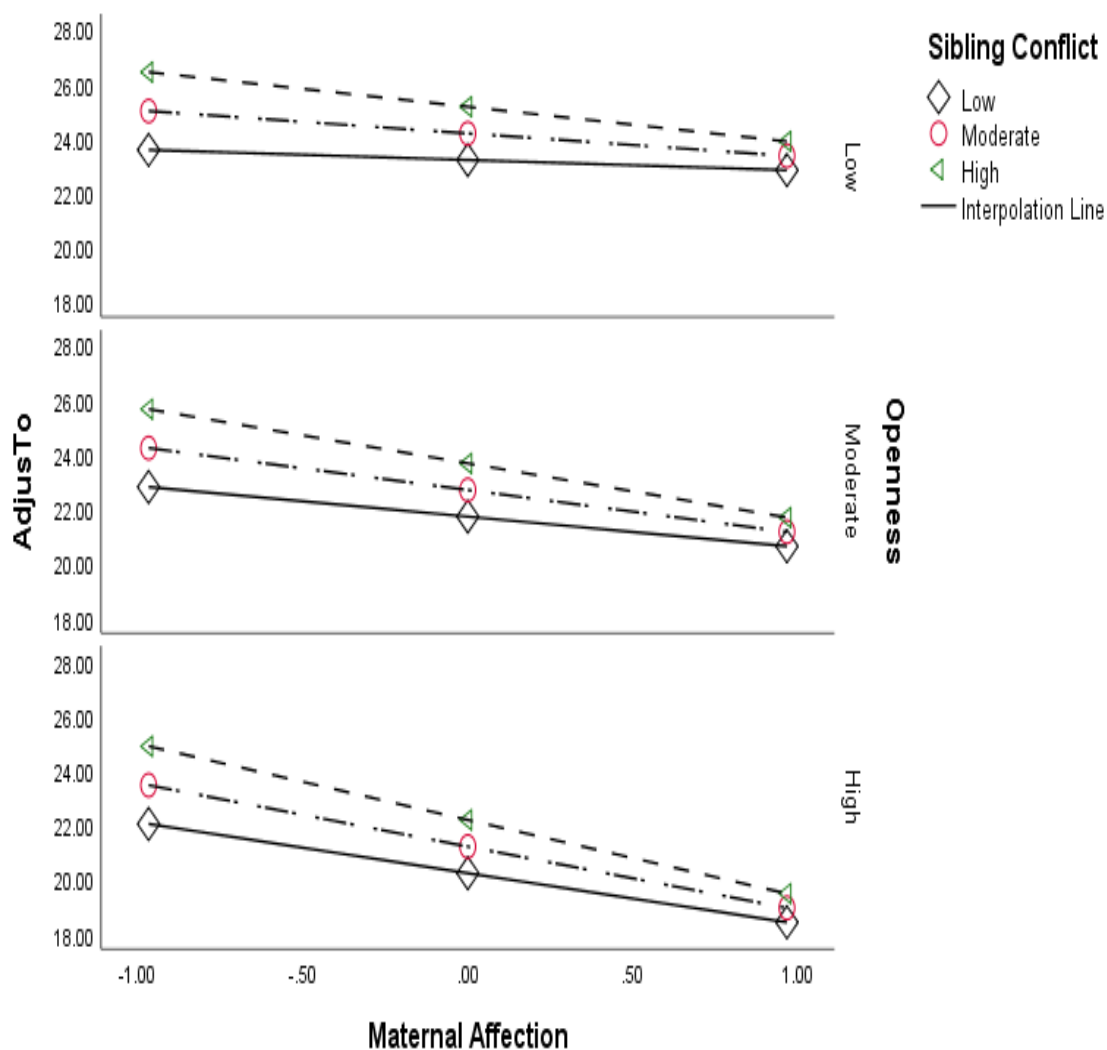 28.00
26.00
24.00
22.00
20.00
18.00
Low
28.00
26.00
24.00
22.00
20.00
18.00
Moderate
28.00
26.00
24.00
22.00
20.00
18.00
High
AdjusTo
Openness
-1.00 -.50 .00 .50 1.00
Maternal Affection
Sibling Conflict
Low
Moderate
High
Interpolation Line